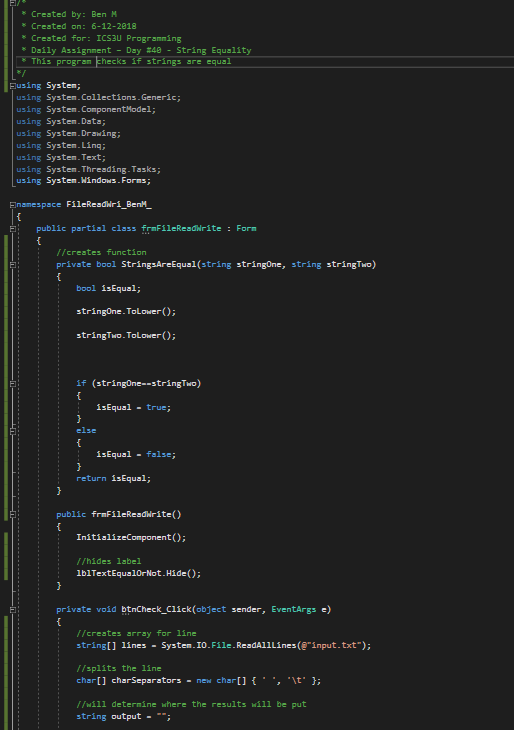 /*
* Created by: Ben M
* Created on: 6-12-2018
* Created for: ICS3U Programming
* Daily Assignment – Day #40 - String Equality
* This program checks if strings are equal
*/
using System;
using System.Collections.Generic;
using System.ComponentModel;
using System.Data;
using System.Drawing;
using System.Linq;
using System.Text;
using System.Threading.Tasks;
using System.Windows.Forms;
namespace FileReadWri_BenM_
{
public partial class frmFileReadWrite : Form
{
//creates function
private bool StringsAreEqual(string stringOne, string stringTwo)
{
bool isEqual;
stringOne.ToLower();
stringTwo.ToLower();
if (stringOne==stringTwo)
{
isEqual = true;
}
else
{
isEqual = false;
}
return isEqual;
}
public frmFileReadWrite()
{
InitializeComponent();
//hides label
lblTextEqualOrNot.Hide();
}
private void btnCheck_Click(object sender, EventArgs e)
{
//creates array for line
string[] lines = System.IO.File.ReadAllLines(@"input.txt");
//splits the line
char[] charSeparators = new char[] { ' ', '\t' };
//will determine where the results will be put
string output = "";